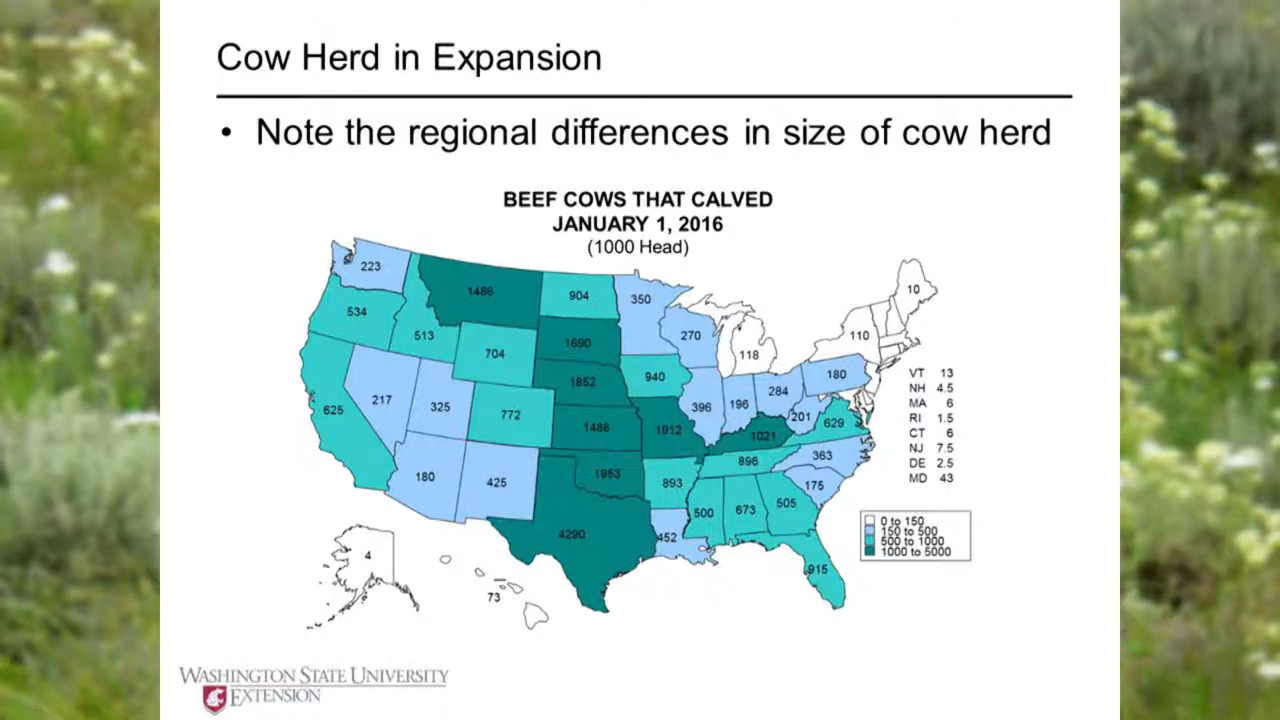 Cow Herd in Expansion
• Note the regional differences in size of cow herd
BEEF COWS THAT CALVED
JANUARY 1, 2016
(1000 Head)
223
1486
904
350
10
534
513
704
1690
270
118
110
940
1852
180
VT 13
NH 4.5
MA 6
RI 1.5
CT 6
NJ 7.5
DE 2.5
MD 43
625
217
325
772
1488
1912
396
196
284
201
629
1021
180
425
1953
893
896
363
175
500
673
505
4290
452
915
0 to 150
150 to 500
500 to 1000
1000 to 5000
4
73
WASHINGTON STATE UNIVERSITY
EXTENSION